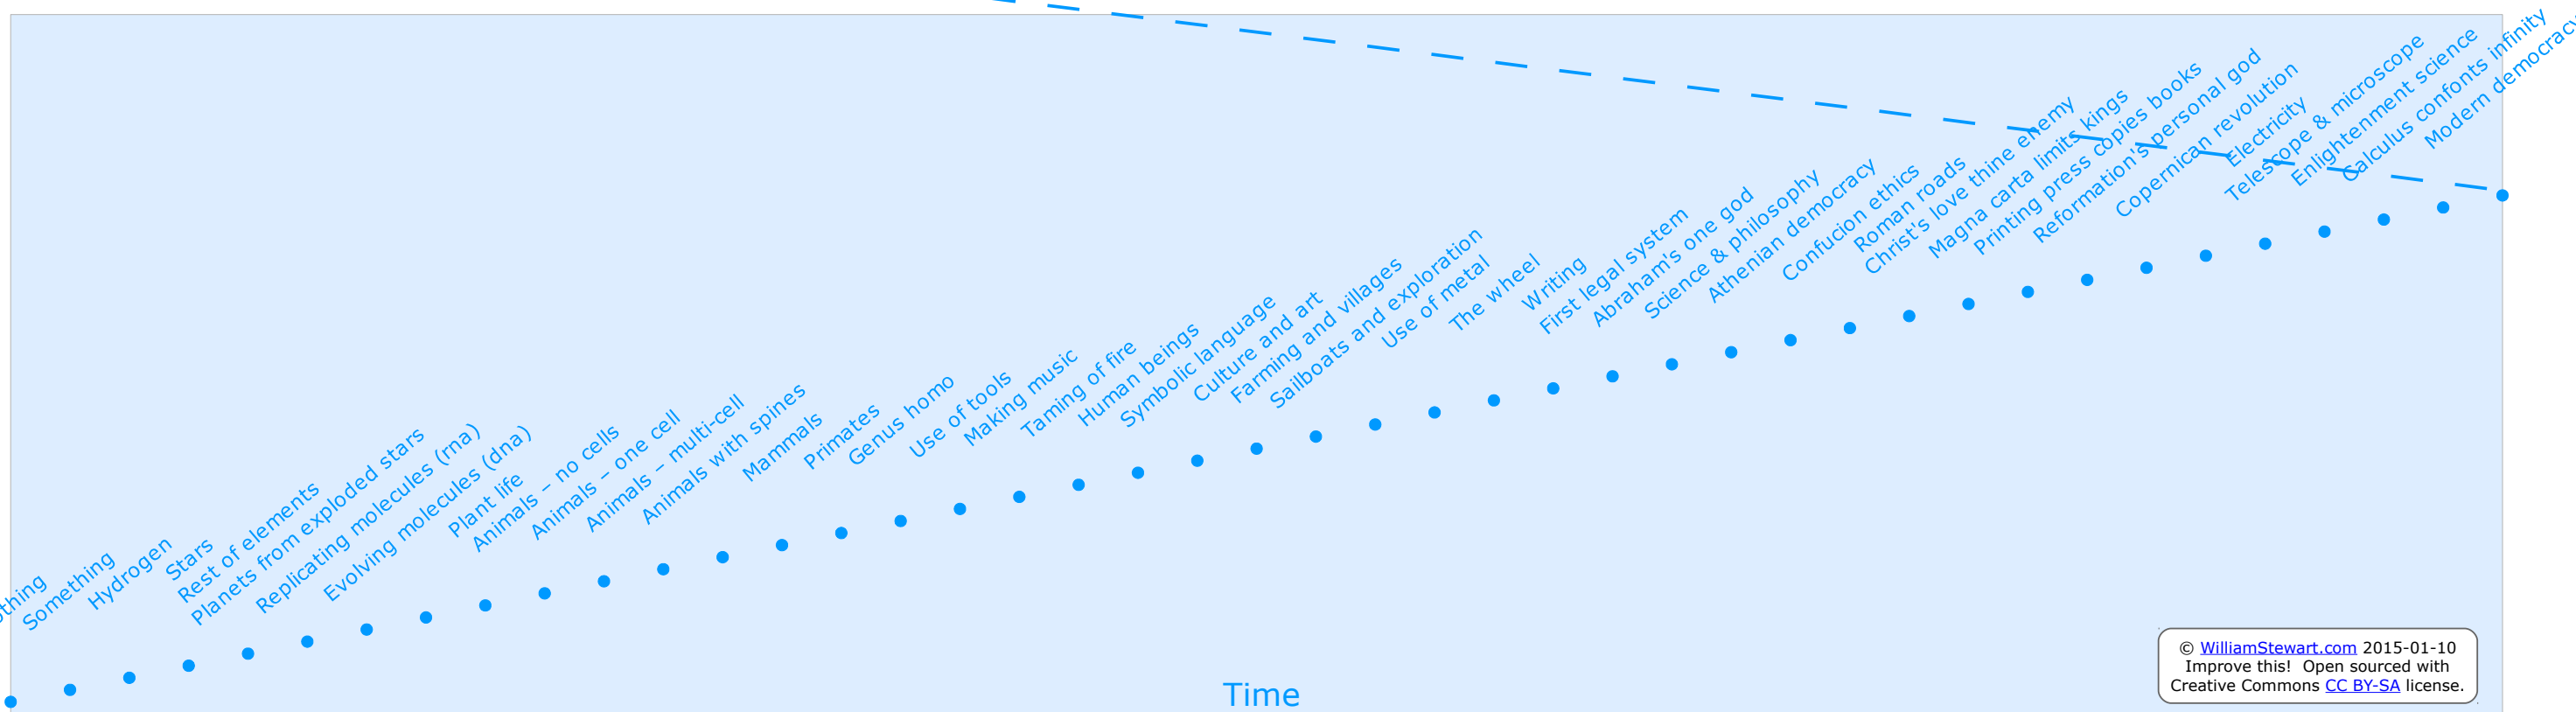 Something
Hydrogen
Stars
Rest of elements
Planets from exploded stars
Replicating molecules (rna)
Evolving molecules (dna)
Plant life
Animals – no cells
Animals – one cell
Animals – multi-cell
Animals with spines
Mammals
Primates
Genus homo
Use of tools
Making music
Taming of fire
Human beings
Symbolic language
Culture and art
Farming and villages
Sailboats and exploration
Use of metal
The wheel
Writing
First legal system
Abraham's one god
Science & philosophy
Athenian democracy
Confucion ethics
Roman roads
Christ's love thine enemy
Magna carta limits kings
Printing press copies books
Reformation's personal god
Copernican revolution
Electricity
Telescope & microscope
Enlightenment science
Calculus confonts infinity
Modern democracy
Time
© WilliamStewart.com 2015-01-10
Improve this! Open sourced with
Creative Commons CC BY-SA license.